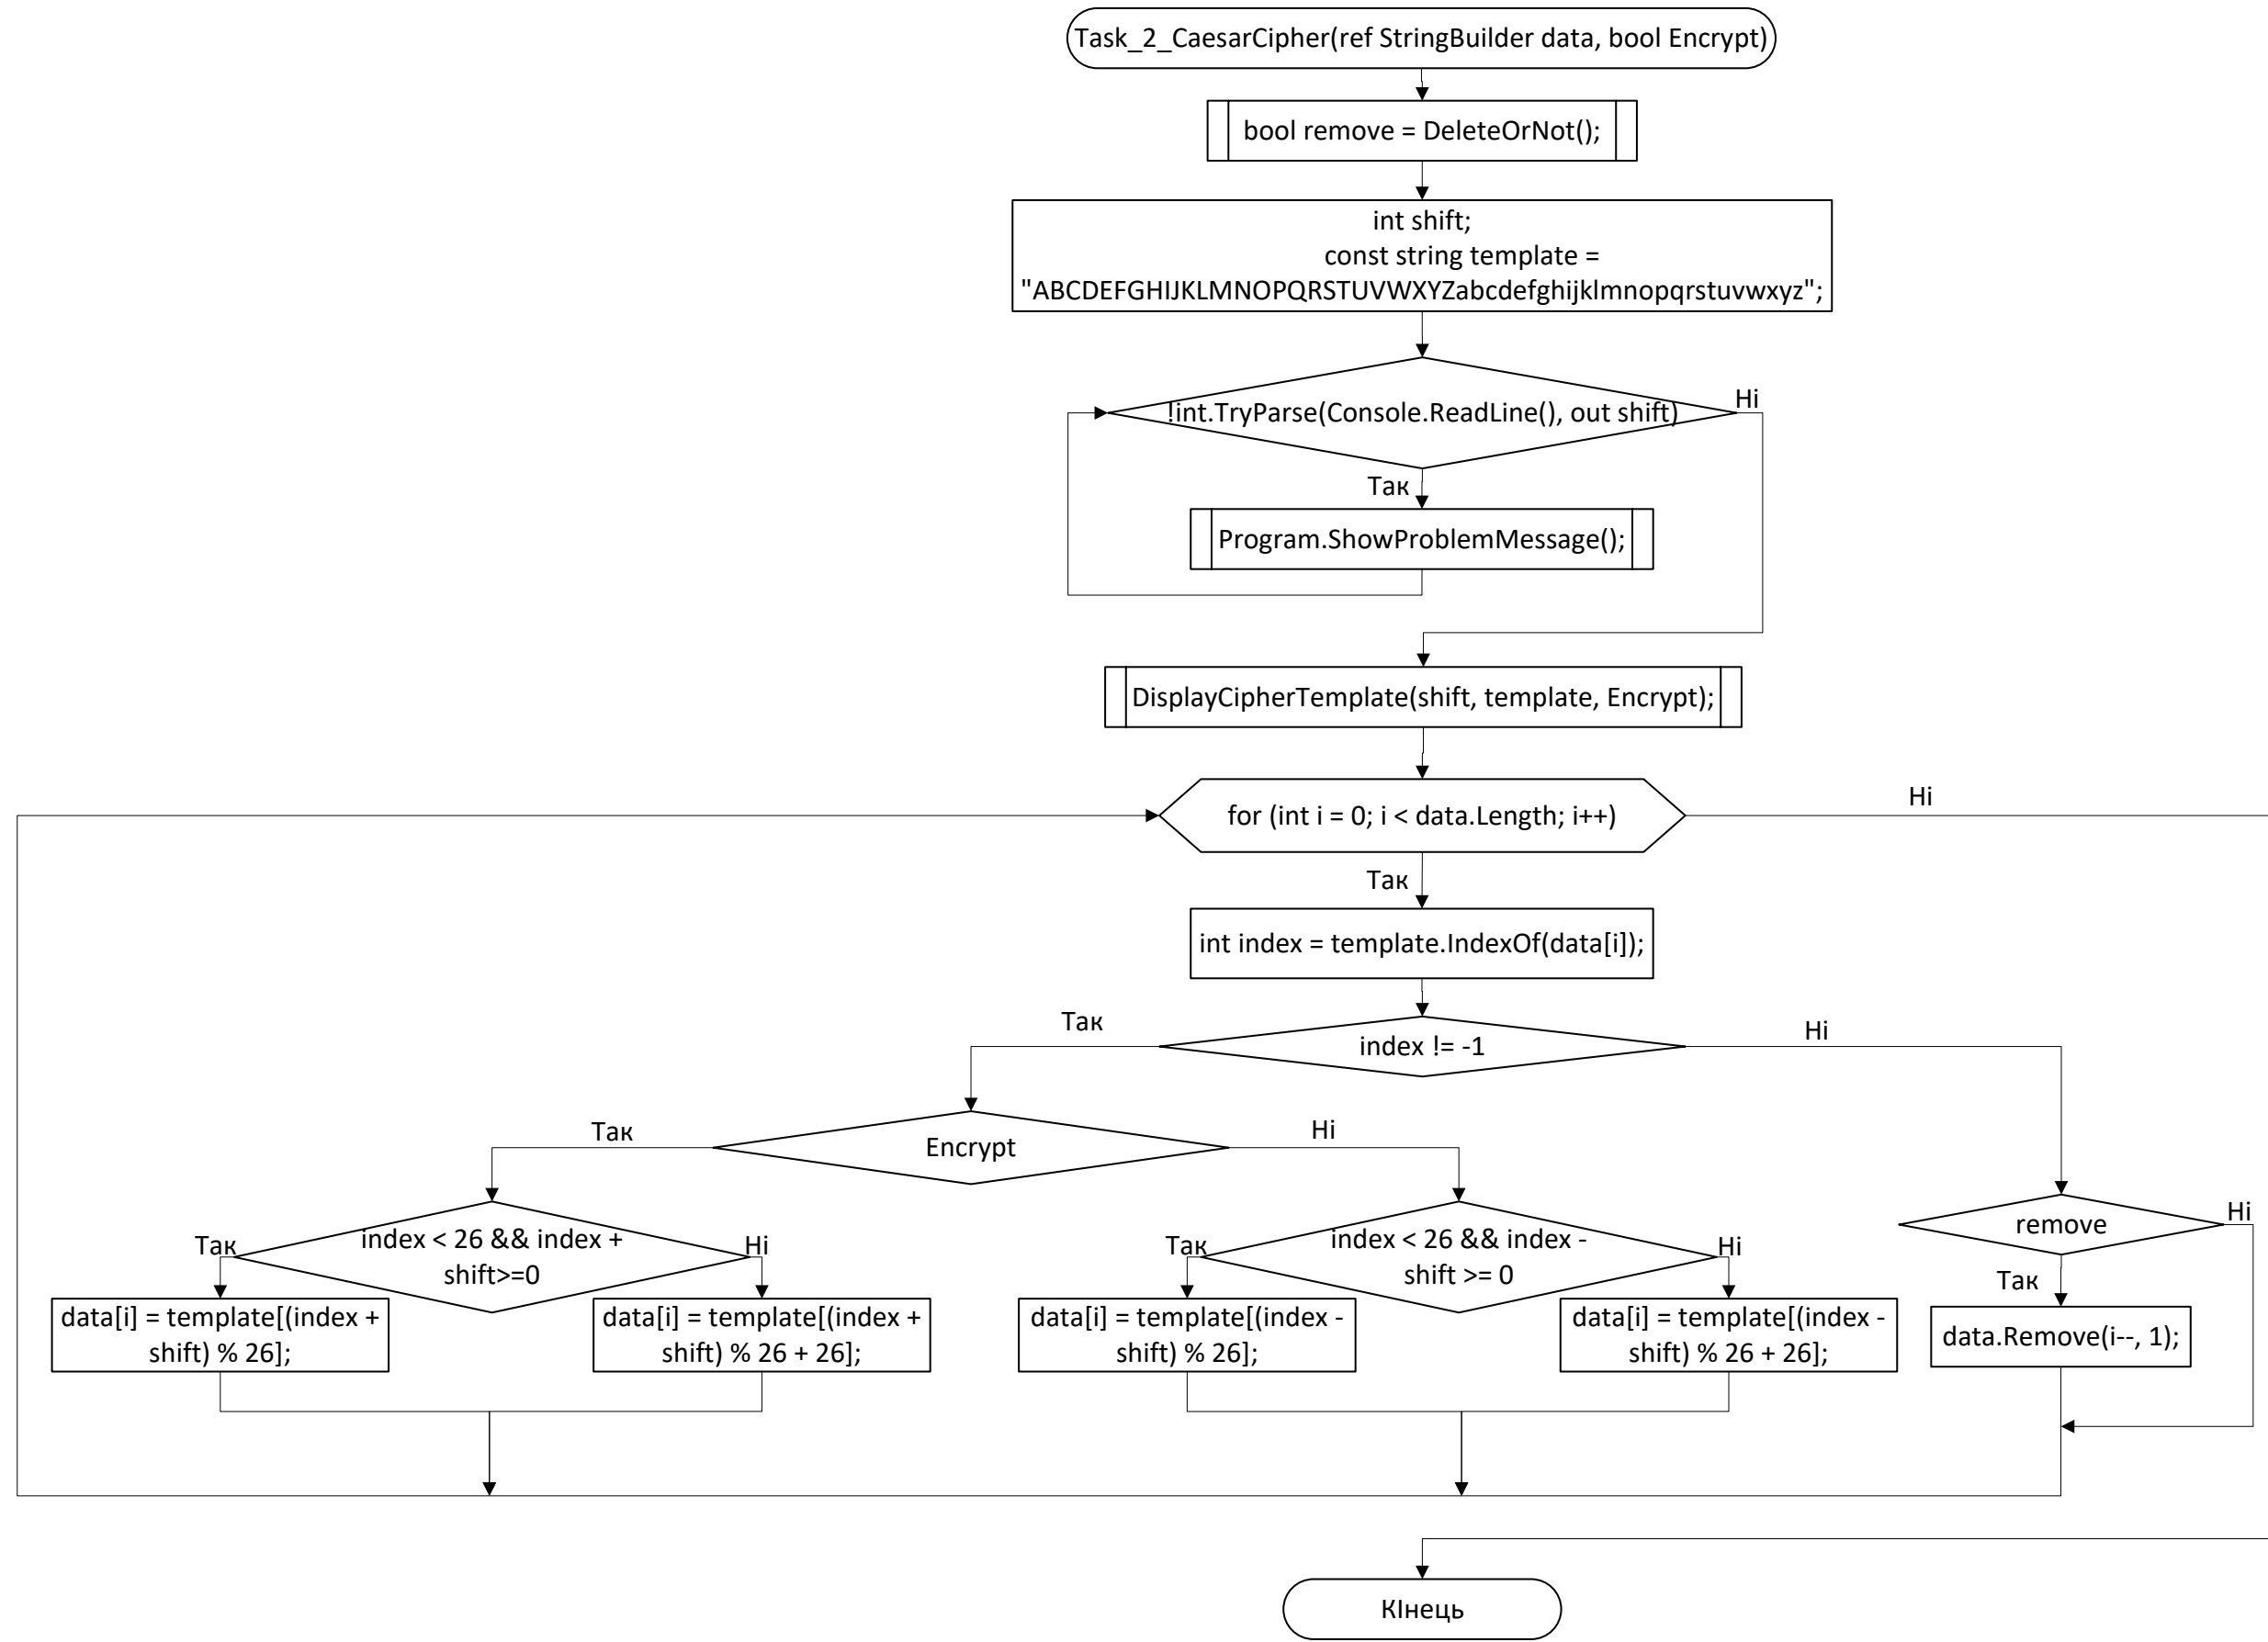 Task_2_CaesarCipher(ref StringBuilder data, bool Encrypt)
bool remove = DeleteOrNot();
int shift;
const string template =
"ABCDEFGHIJKLMNOPQRSTUVWXYZabcdefghijklmnopqrstuvwxyz";
!int.TryParse(Console.ReadLine(), out shift)
Ні
Так
Program.ShowProblemMessage();
DisplayCipherTemplate(shift, template, Encrypt);
for (int i = 0; i < data.Length; i++)
Ні
Так
int index = template.IndexOf(data[i]);
Так
index != -1
Ні
Так
Encrypt
Ні
Так
index < 26 && index +
shift>=0
Ні
Так
index < 26 && index -
shift >= 0
Ні
remove
Ні
Так
data[i] = template[(index +
shift) % 26];
data[i] = template[(index +
shift) % 26 + 26];
data[i] = template[(index -
shift) % 26];
data[i] = template[(index -
shift) % 26 + 26];
data.Remove(i--, 1);
КІнець